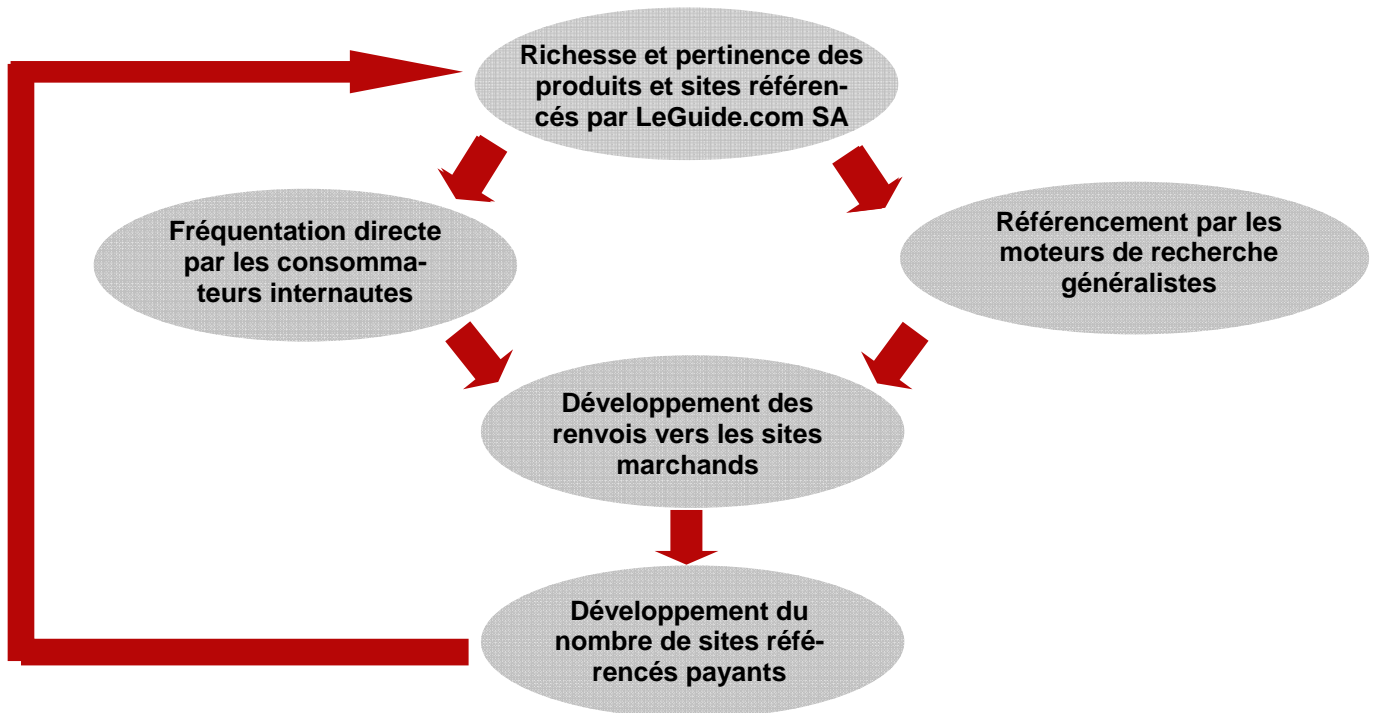 Richesse et pertinence des
produits et sites référen-
cés par LeGuide.com SA
Fréquentation directe
par les consomma-
teurs internautes
Référencement par les
moteurs de recherche
généralistes
Développement des
renvois vers les sites
marchands
Développement du
nombre de sites réfé-
rencés payants